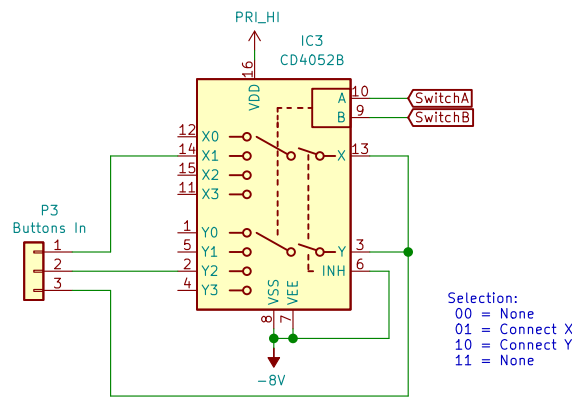 PRI_HI
IC3
CD4052B
16
VDD
A 10 SwitchA
B 9 SwitchB
12 X0
14 X1 X 13
15 X2
11 X3
P3
Buttons In
1 Y0
1 5 Y1 Y 3
2 2 Y2 INH 6
3 4 Y3
VSS VEE
8 7
-8V
Selection:
00 = None
01 = Connect X
10 = Connect Y
11 = None